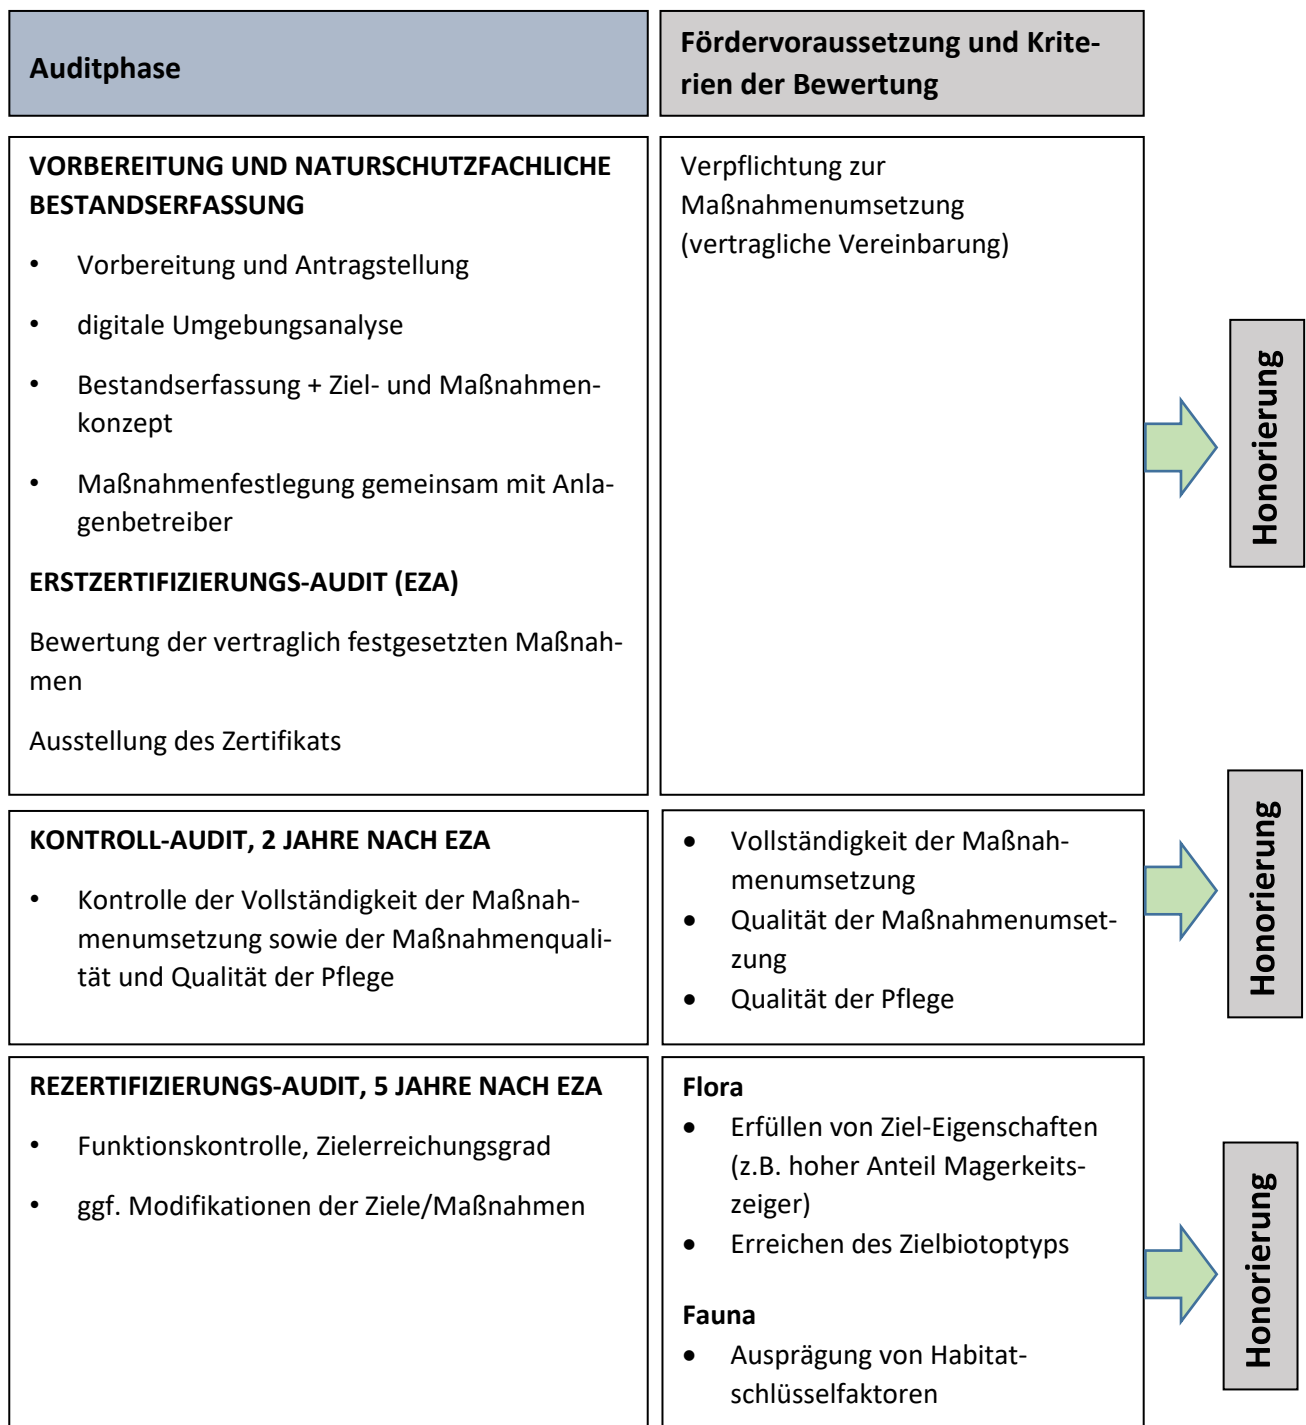 Auditphase
Fördervoraussetzung und Krite-
rien der Bewertung
VORBEREITUNG UND NATURSCHUTZFACHLICHE
BESTANDSERFASSUNG
• Vorbereitung und Antragstellung
• digitale Umgebungsanalyse
• Bestandserfassung + Ziel- und Maßnahmen-
konzept
• Maßnahmenfestlegung gemeinsam mit Anla-
genbetreiber
ERSTZERTIFIZIERUNGS-AUDIT (EZA)
Bewertung der vertraglich festgesetzten Maßnah-
men
Ausstellung des Zertifikats
Verpflichtung zur
Maßnahmenumsetzung
(vertragliche Vereinbarung)
Honorierung
KONTROLL-AUDIT, 2 JAHRE NACH EZA
• Kontrolle der Vollständigkeit der Maßnah-
menumsetzung sowie der Maßnahmenquali-
tät und Qualität der Pflege
• Vollständigkeit der Maßnah-
menumsetzung
• Qualität der Maßnahmenumset-
zung
• Qualität der Pflege
Honorierung
REZERTIFIZIERUNGS-AUDIT, 5 JAHRE NACH EZA
• Funktionskontrolle, Zielerreichungsgrad
• ggf. Modifikationen der Ziele/Maßnahmen
Flora
• Erfüllen von Ziel-Eigenschaften
(z.B. hoher Anteil Magerkeits-
zeiger)
• Erreichen des Zielbiotoptyps
Fauna
• Ausprägung von Habitat-
schlüsselfaktoren
Honorierung